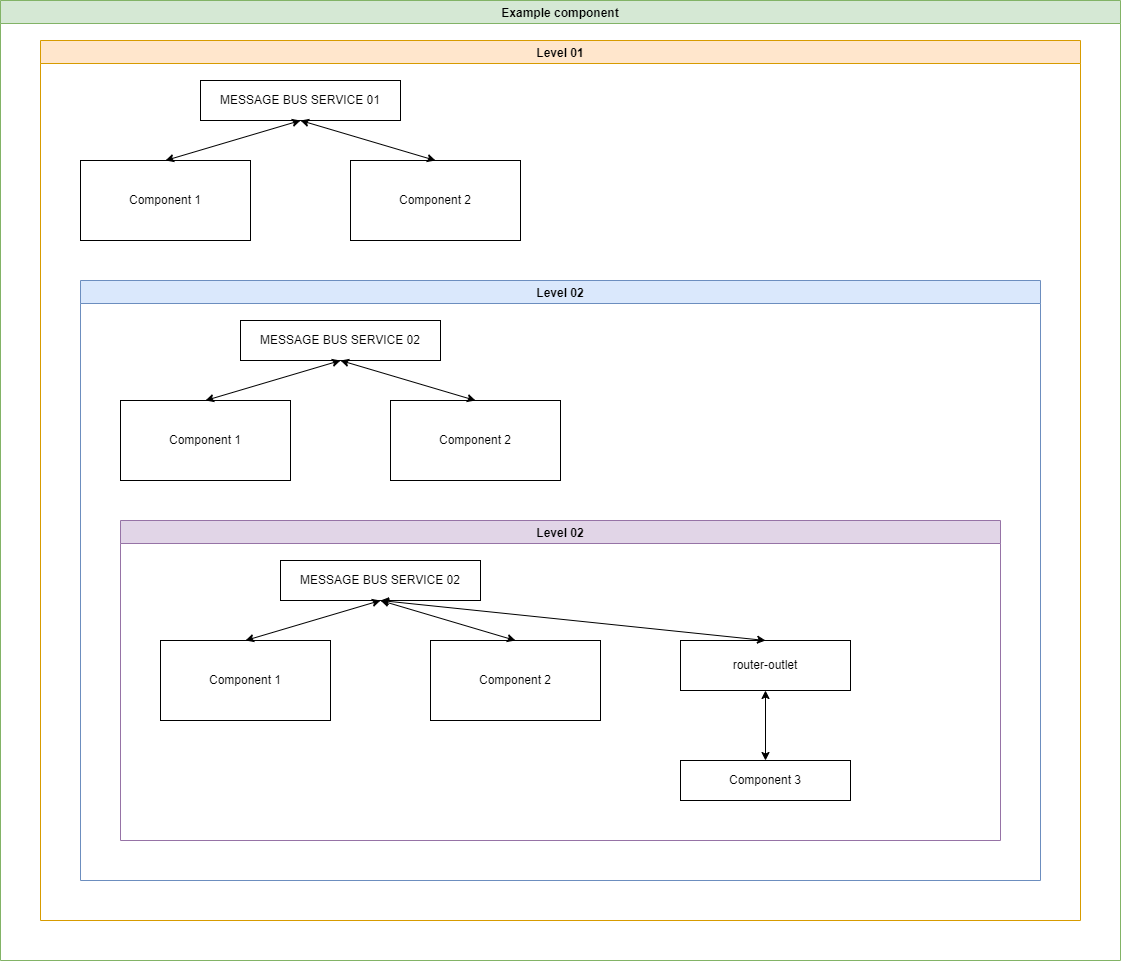 Example component
Level 01
MESSAGE BUS SERVICE 01
Component 1
Component 2
Level 02
MESSAGE BUS SERVICE 02
Component 1
Component 2
Level 02
MESSAGE BUS SERVICE 02
Component 1
Component 2
router-outlet
Component 3